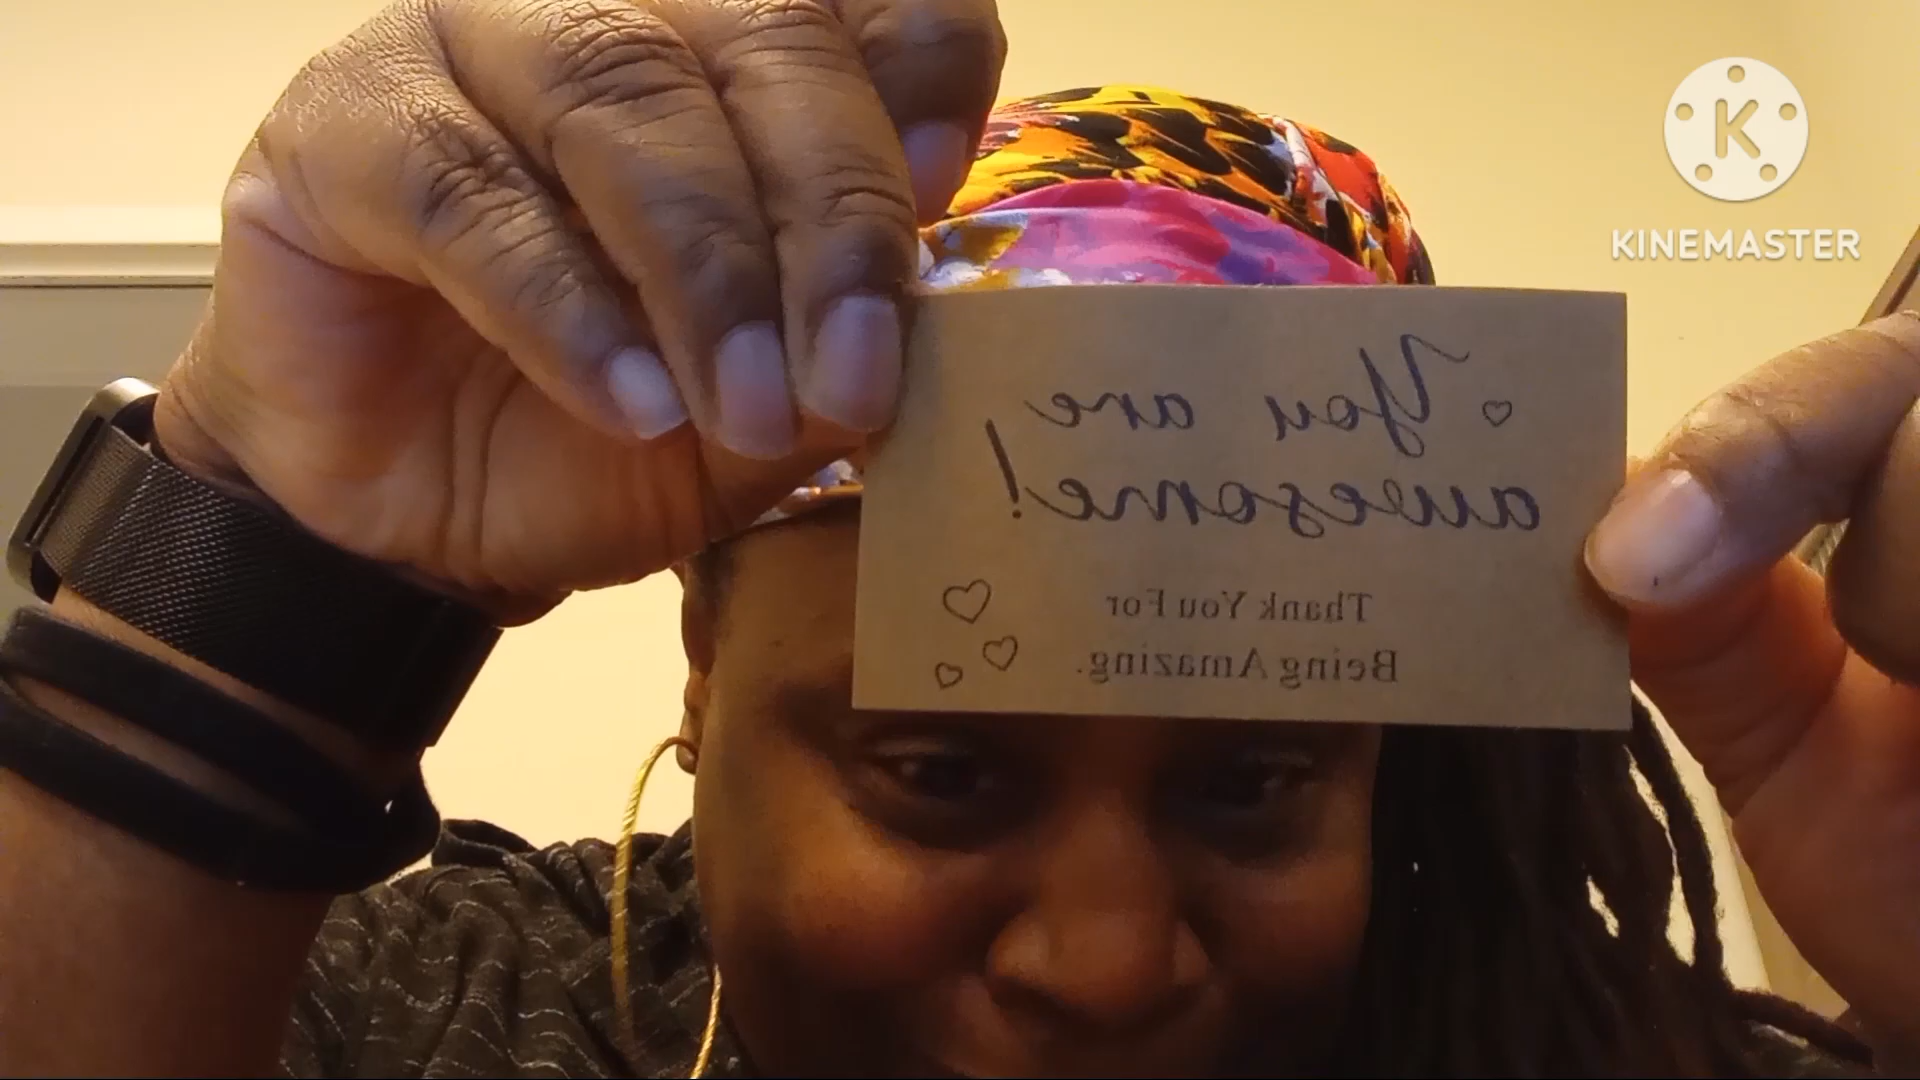 You are
awesome!
Thank You For
Being Amazing.
K
KINEMASTER